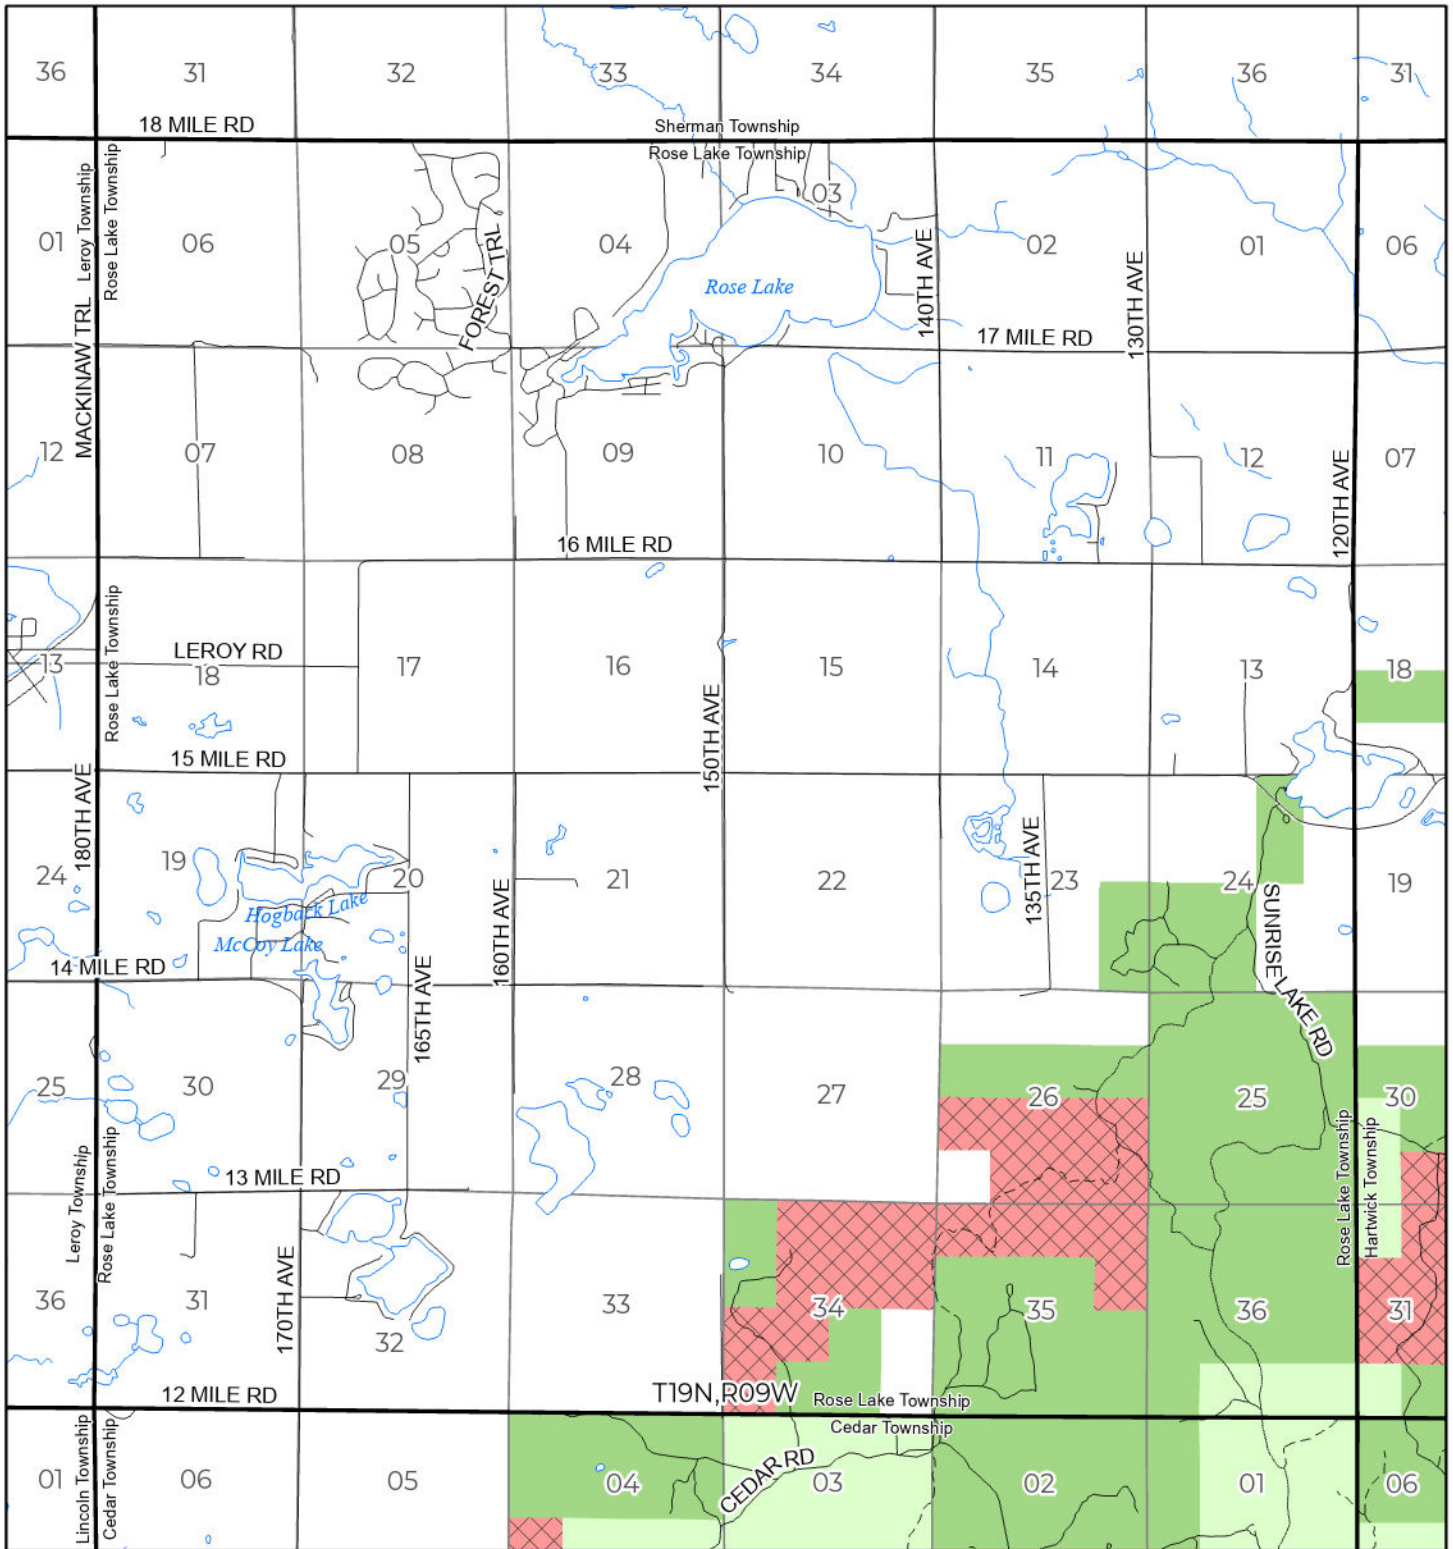 36 31 32 33 34 35 36 31
18 MILE RD
Sherman Township
Rose Lake Township
03
Leroy Township
Rose Lake Township
01 06 05 04 02 01 06
FOREST TRL
Rose Lake
140TH AVE
130TH AVE
17 MILE RD
MACKINAW TRL
12 07 08 09 10 11 12 07
120TH AVE
16 MILE RD
Rose Lake Township
LEROY RD
13 18 17 16 15 14 13 18
150TH AVE
15 MILE RD
180TH AVE
135TH AVE
24 19 20 21 22 23 24 19
160TH AVE
SUNRISE LAKE RD
Hogback Lake
McCoy Lake
14 MILE RD
165TH AVE
25 30 29 28 27 26 25 30
Leroy Township
Rose Lake Township
Rose Lake Township
Hartwick Township
13 MILE RD
170TH AVE
36 31 32 33 34 35 36 31
12 MILE RD
T19N,R09W
Rose Lake Township
Cedar Township
Lincoln Township
Cedar Township
CEDAR RD
01 06 05 04 03 02 01 06